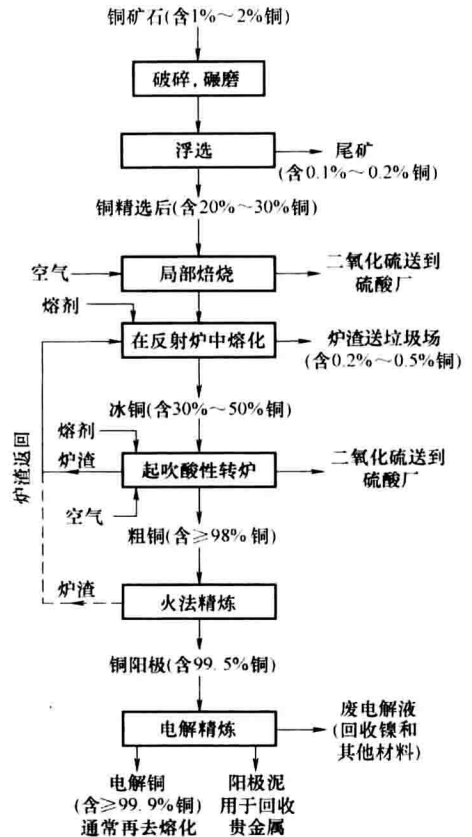 铜矿石(含1%～2%铜)
破碎,碾磨
浮选
尾矿
(含0.1%～0.2%铜)
铜精选后(含20%～30%铜)
空气
局部焙烧
二氧化硫送到
硫酸厂
熔剂
在反射炉中熔化
炉渣送垃圾场
(含0.2%～0.5%铜)
冰铜(含30%～50%铜)
熔剂
炉渣
炉渣返回
起吹酸性转炉
二氧化硫送到
硫酸厂
空气
粗铜(含≥98%铜)
炉渣
火法精炼
铜阳极(含99.5%铜)
电解精炼
废电解液
(回收镍和
其他材料)
电解铜
(含≥99.9%铜)
通常再去熔化
阳极泥
用于回收
贵金属